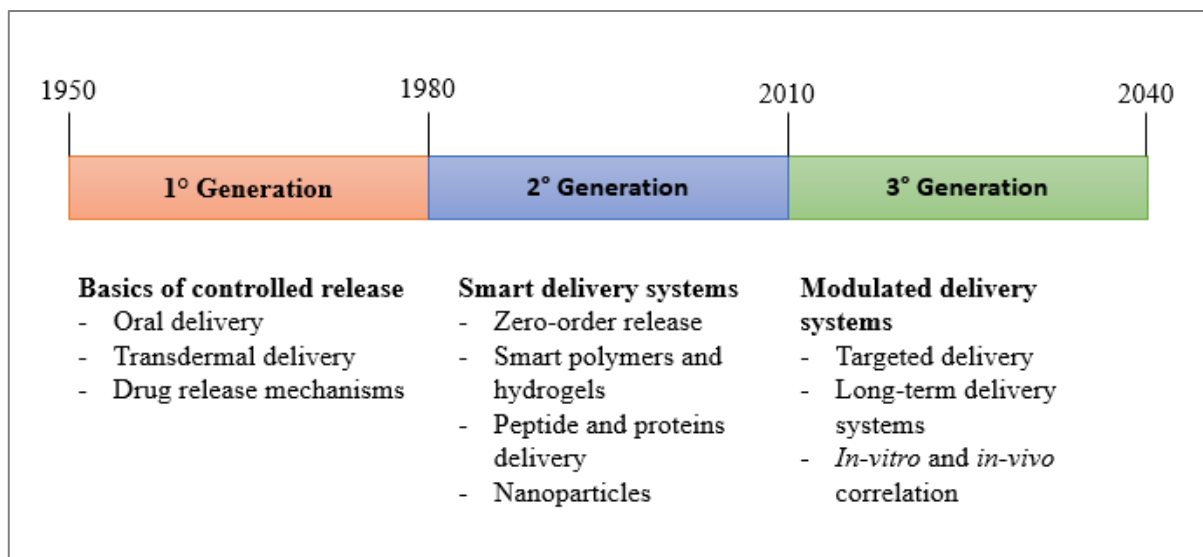 1950
1980
2010
2040
1° Generation
2° Generation
3° Generation
Basics of controlled release
- Oral delivery
- Transdermal delivery
- Drug release mechanisms
Smart delivery systems
- Zero-order release
- Smart polymers and
hydrogels
- Peptide and proteins
delivery
- Nanoparticles
Modulated delivery
systems
- Targeted delivery
- Long-term delivery
systems
- In-vitro and in-vivo
correlation